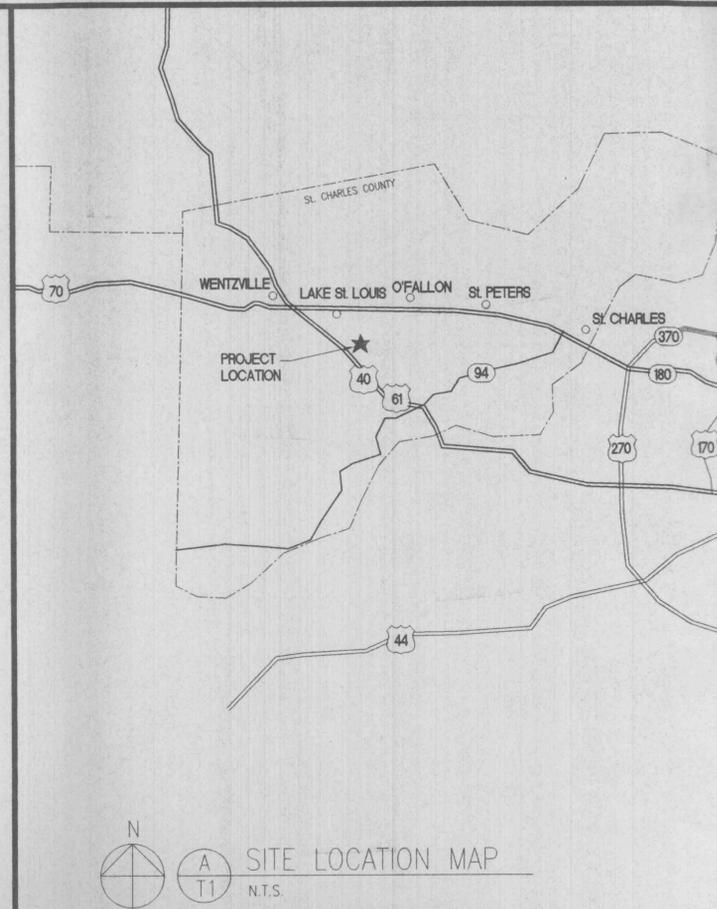 St. CHARLES COUNTY
70
WENTZVILLE
LAKE St. LOUIS
O'FALLON
St. PETERS
St. CHARLES
370
PROJECT
LOCATION
40
61
94
180
270
170
44
N
A
T1
SITE LOCATION MAP
N.T.S.